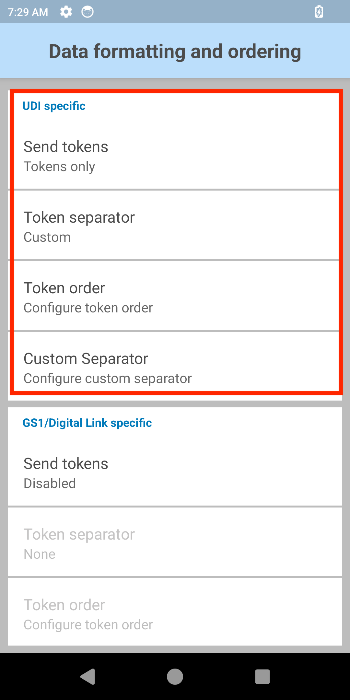 7:29 AM
Data formatting and ordering
UDI specific
Send tokens
Tokens only
Token separator
Custom
Token order
Configure token order
Custom Separator
Configure custom separator
GS1/Digital Link specific
Send tokens
Disabled
Token separator
None
Token order
Configure token order